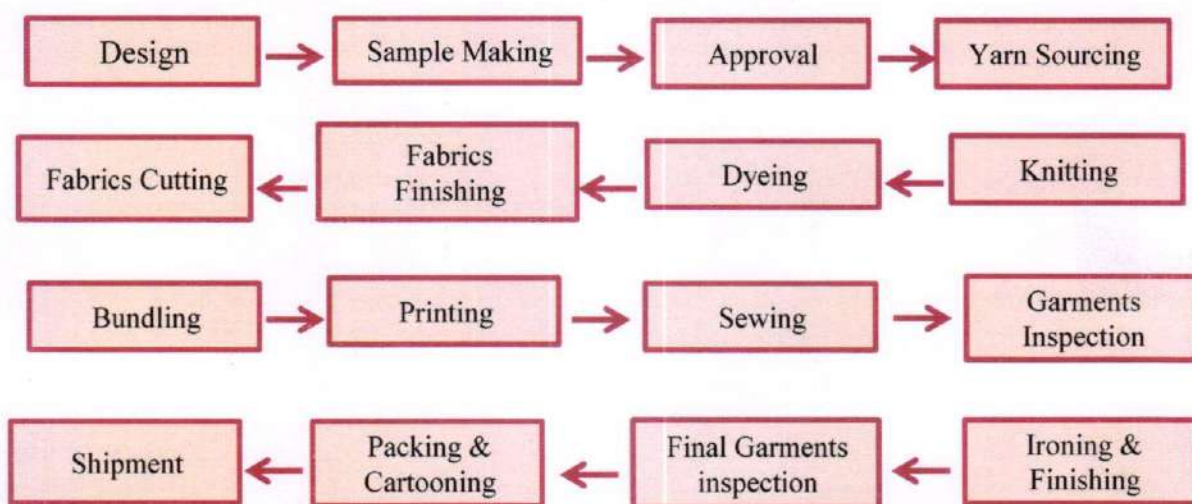 Design
Sample Making
Approval
Yarn Sourcing
Fabrics Cutting
Fabrics
Finishing
Dyeing
Knitting
Bundling
Printing
Sewing
Garments
Inspection
Shipment
Packing &
Cartooning
Final Garments
inspection
Ironing &
Finishing